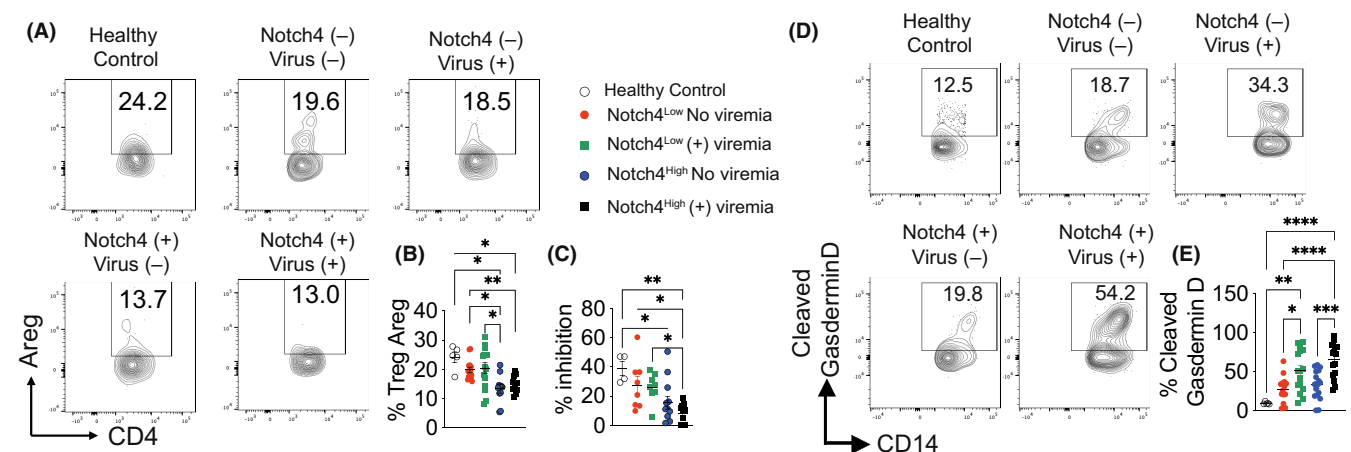 (A)
Healthy
Control
24.2
Notch4 (–)
Virus (–)
19.6
Notch4 (–)
Virus (+)
18.5
Healthy Control
Notch4Low No viremia
Notch4Low (+) viremia
Notch4High No viremia
Notch4High (+) viremia
Notch4 (+)
Virus (–)
13.7
Notch4 (+)
Virus (+)
13.0
Areg
CD4
(B)
% Treg Areg
40
30
20
10
0
*
*
**
*
*
(C)
% inhibition
80
60
40
20
0
**
*
*
*
(D)
Healthy
Control
12.5
Notch4 (–)
Virus (–)
18.7
Notch4 (–)
Virus (+)
34.3
Notch4 (+)
Virus (–)
19.8
Notch4 (+)
Virus (+)
54.2
Cleaved
GasderminD
CD14
(E)
% Cleaved
Gasdermin D
150
100
50
0
****
****
**
*
***